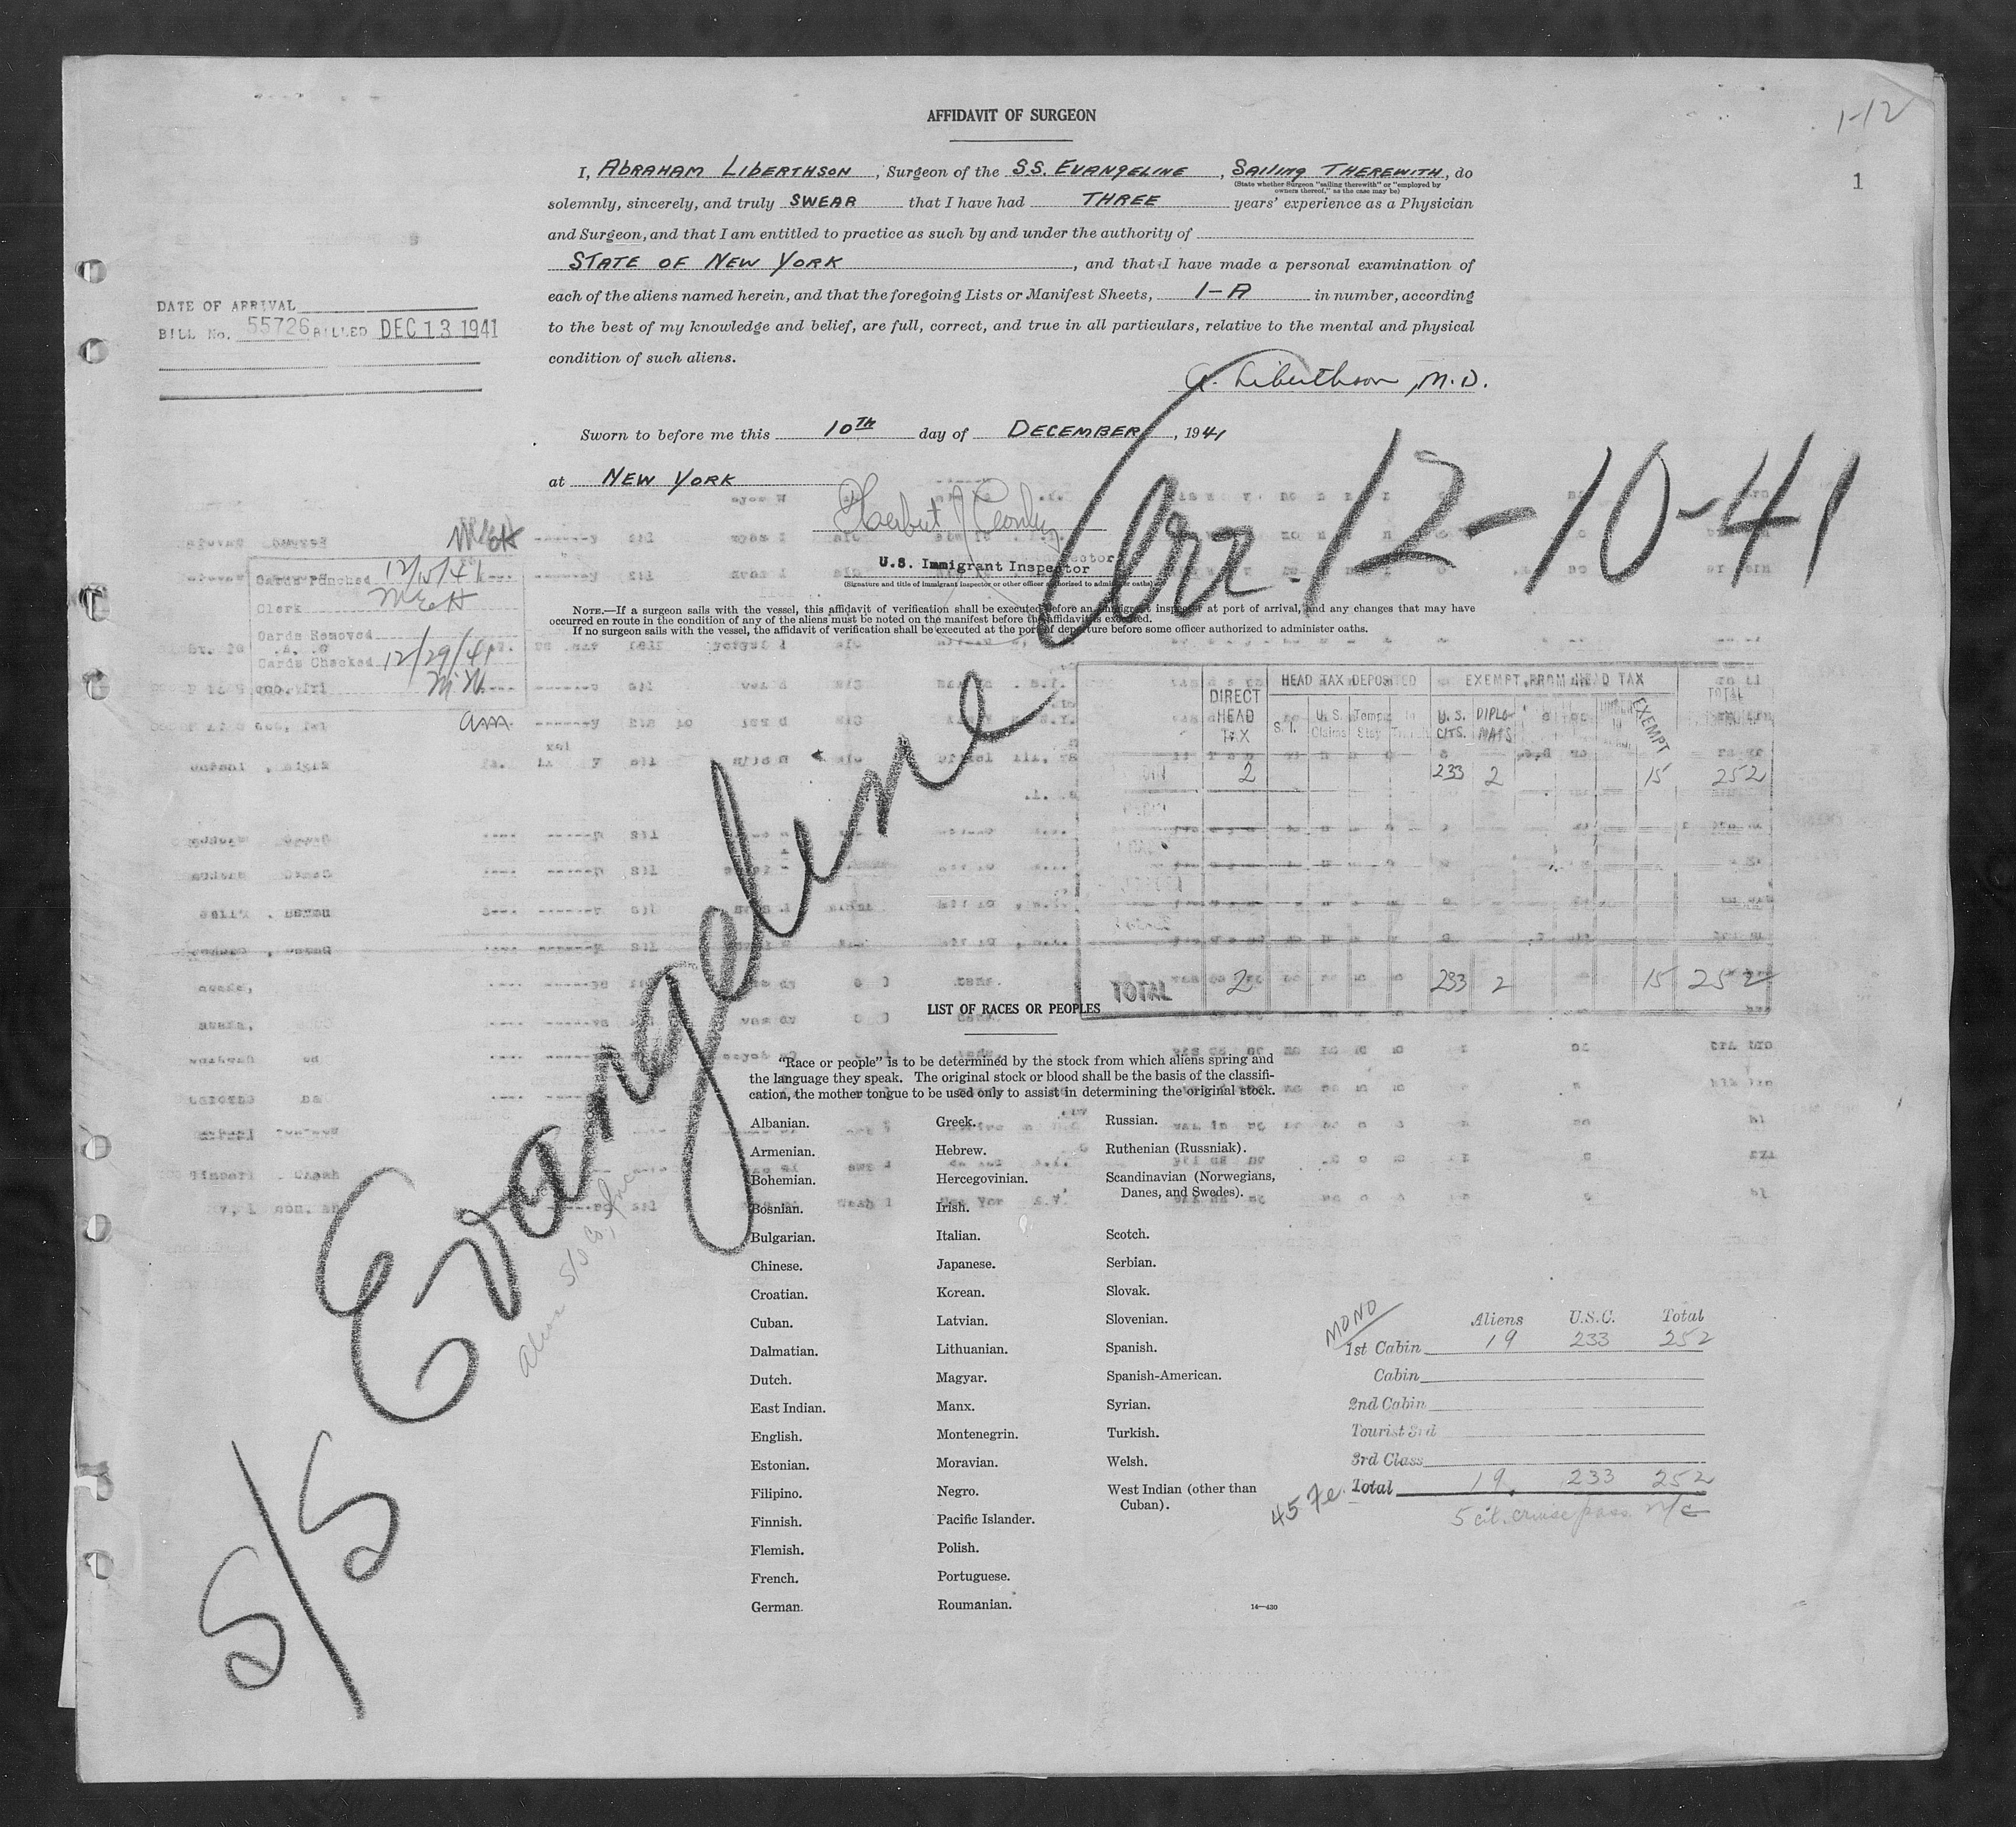 AFFIDAVIT OF SURGEON
1-12
1
I, ABRAHAM LIBERTHSON, Surgeon of the S.S. EVANGELINE, SAILING THEREWITH, do
(State whether Surgeon "sailing therewith" or "employed by
owners thereof," as the case may be)
solemnly, sincerely, and truly SWEAR that I have had THREE years' experience as a Physician
and Surgeon, and that I am entitled to practice as such by and under the authority of
STATE OF NEW YORK, and that I have made a personal examination of
each of the aliens named herein, and that the foregoing Lists or Manifest Sheets, 1-A in number, according
to the best of my knowledge and belief, are full, correct, and true in all particulars, relative to the mental and physical
condition of such aliens.
A. Liberthson, M.D.
DATE OF ARRIVAL
BILL No. 55726 BILLED DEC 13 1941
Sworn to before me this 10TH day of DECEMBER, 1941
at NEW YORK
Arr. 12-10-41
U.S. Immigrant Inspector
(Signature and title of immigrant inspector or other officer authorized to administer oaths)
NOTE.—If a surgeon sails with the vessel, this affidavit of verification shall be executed before an immigrant inspector at port of arrival, and any changes that may have
occurred en route in the condition of any of the aliens must be noted on the manifest before the affidavit is executed.
If no surgeon sails with the vessel, the affidavit of verification shall be executed at the port of departure before some officer authorized to administer oaths.
Cards Punched 12/15/41
Clerk
Cards Removed
Cards Checked 12/29/41
am
DIRECT HEAD TAX
HEAD TAX DEPOSITED
EXEMPT FROM HEAD TAX
TOTAL
S.I. U.S. Claims Temp. Stay U.S. CITS. DIPLOMATS EXEMPT
2 233 2 15 252
TOTAL 2 233 2 15 252
S/S Evangeline
LIST OF RACES OR PEOPLES
"Race or people" is to be determined by the stock from which aliens spring and
the language they speak. The original stock or blood shall be the basis of the classifi-
cation, the mother tongue to be used only to assist in determining the original stock.
Albanian.
Armenian.
Bohemian.
Bosnian.
Bulgarian.
Chinese.
Croatian.
Cuban.
Dalmatian.
Dutch.
East Indian.
English.
Estonian.
Filipino.
Finnish.
Flemish.
French.
German.
Greek.
Hebrew.
Hercegovinian.
Irish.
Italian.
Japanese.
Korean.
Latvian.
Lithuanian.
Magyar.
Manx.
Montenegrin.
Moravian.
Negro.
Pacific Islander.
Polish.
Portuguese.
Roumanian.
Russian.
Ruthenian (Russniak).
Scandinavian (Norwegians,
Danes, and Swedes).
Scotch.
Serbian.
Slovak.
Slovenian.
Spanish.
Spanish-American.
Syrian.
Turkish.
Welsh.
West Indian (other than
Cuban).
14—430
MONO
Aliens U.S.C. Total
1st Cabin 19 233 252
Cabin
2nd Cabin
Tourist 3rd
3rd Class
Total 19 233 252
45 Fe.
5 cit. cruise pass. N/C